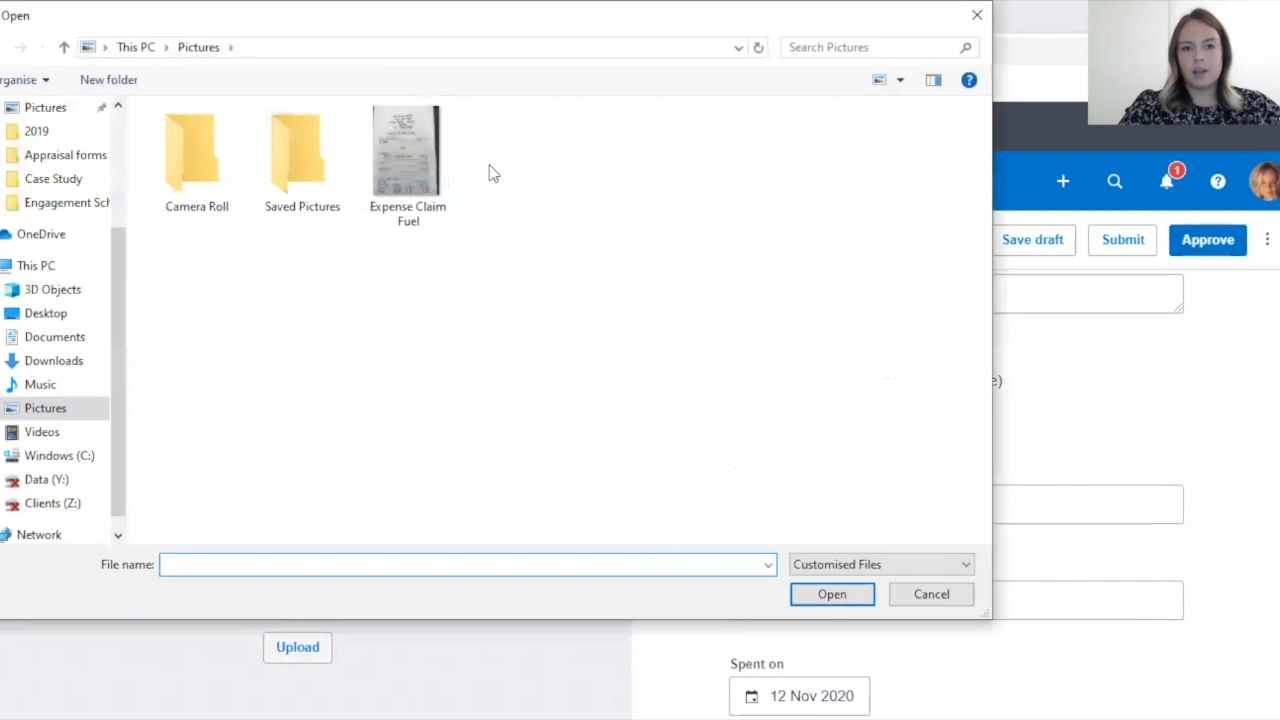 Open
This PC
Pictures
Search Pictures
rganise
New folder
Pictures
2019
Appraisal forms
Case Study
Engagement Sch
OneDrive
This PC
3D Objects
Desktop
Documents
Downloads
Music
Pictures
Videos
Windows (C:)
Data (Y:)
Clients (Z:)
Network
Camera Roll
Saved Pictures
Expense Claim
Fuel
File name:
Customised Files
Open
Cancel
1
Save draft
Submit
Approve
e)
Upload
Spent on
12 Nov 2020